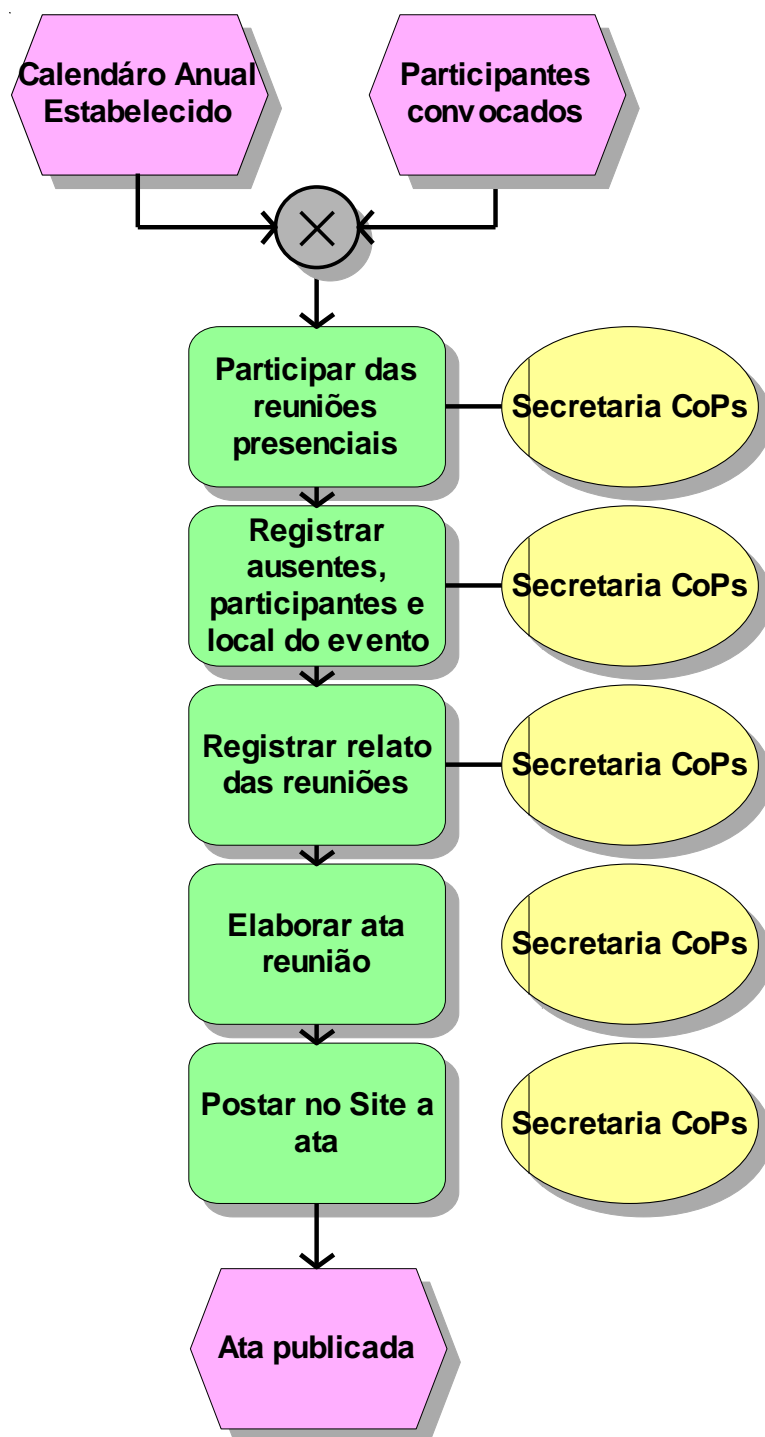 Calendáro Anual
Estabelecido
Participantes
convocados
Participar das
reuniões
presenciais
Secretaria CoPs
Registrar
ausentes,
participantes e
local do evento
Secretaria CoPs
Registrar relato
das reuniões
Secretaria CoPs
Elaborar ata
reunião
Secretaria CoPs
Postar no Site a
ata
Secretaria CoPs
Ata publicada